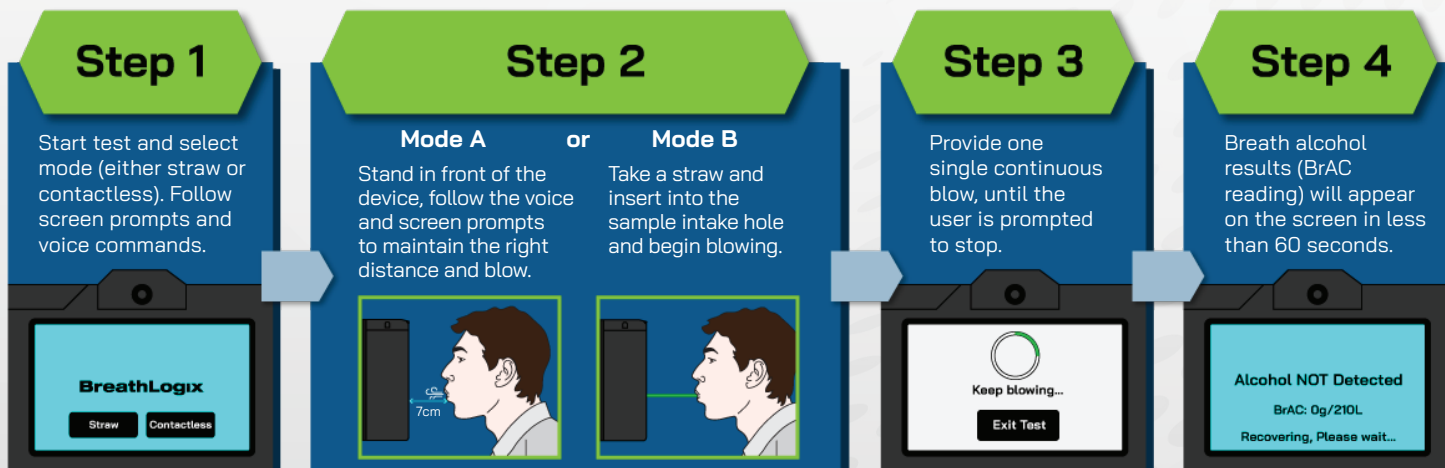 Step 1
Start test and select
mode (either straw or
contactless). Follow
screen prompts and
voice commands.
BreathLogix
Straw
Contactless
Step 2
Mode A
or
Mode B
Stand in front of the
device, follow the voice
and screen prompts
to maintain the right
distance and blow.
7cm
Take a straw and
insert into the
sample intake hole
and begin blowing.
Step 3
Provide one
single continuous
blow, until the
user is prompted
to stop.
Keep blowing...
Exit Test
Step 4
Breath alcohol
results (BrAC
reading) will appear
on the screen in less
than 60 seconds.
Alcohol NOT Detected
BrAC: 0g/210L
Recovering, Please wait...